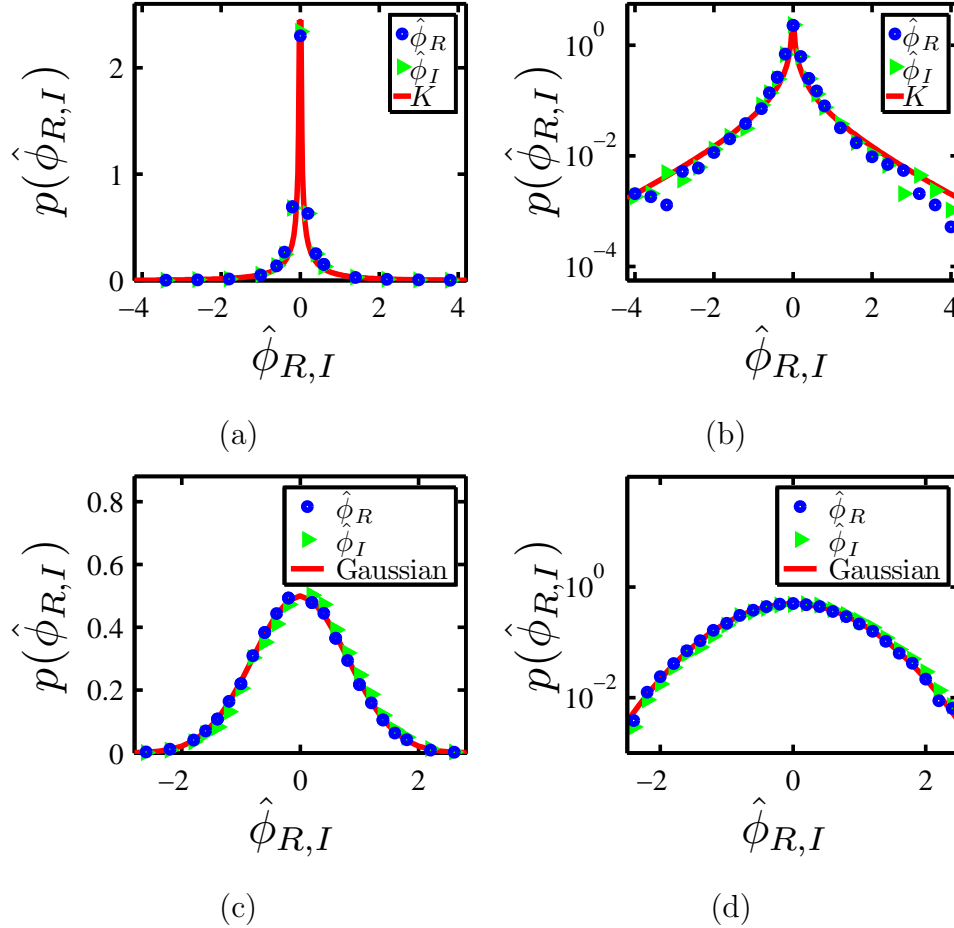 2
1
0
−4 −2 0 2 4
p(ϕ̂_{R,I})
ϕ̂_{R,I}
ϕ̂_R
ϕ̂_I
K
(a)
10^0
10^{−2}
10^{−4}
−4 −2 0 2 4
p(ϕ̂_{R,I})
ϕ̂_{R,I}
ϕ̂_R
ϕ̂_I
K
(b)
0.8
0.6
0.4
0.2
0
−2 0 2
p(ϕ̂_{R,I})
ϕ̂_{R,I}
ϕ̂_R
ϕ̂_I
Gaussian
(c)
10^0
10^{−2}
−2 0 2
p(ϕ̂_{R,I})
ϕ̂_{R,I}
ϕ̂_R
ϕ̂_I
Gaussian
(d)